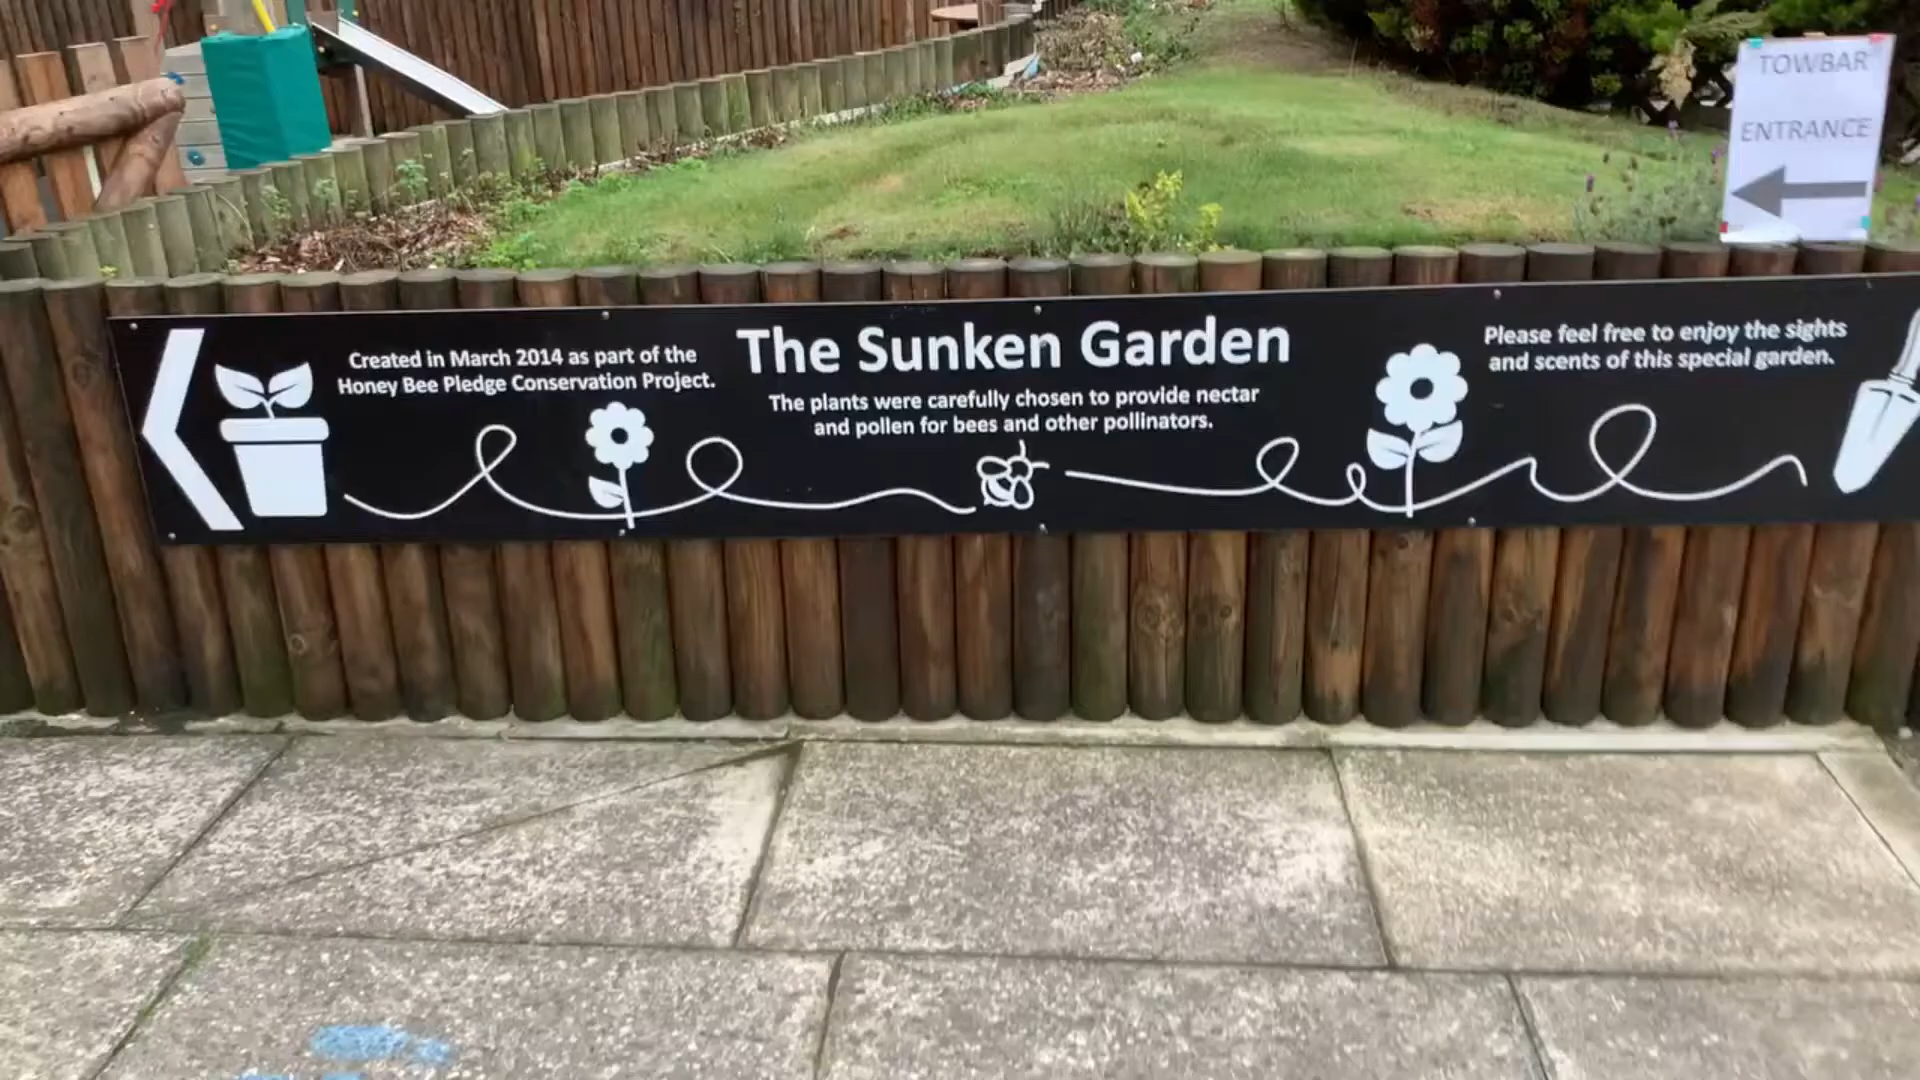 TOWBAR
ENTRANCE
Created in March 2014 as part of the
Honey Bee Pledge Conservation Project.
The Sunken Garden
The plants were carefully chosen to provide nectar
and pollen for bees and other pollinators.
Please feel free to enjoy the sights
and scents of this special garden.